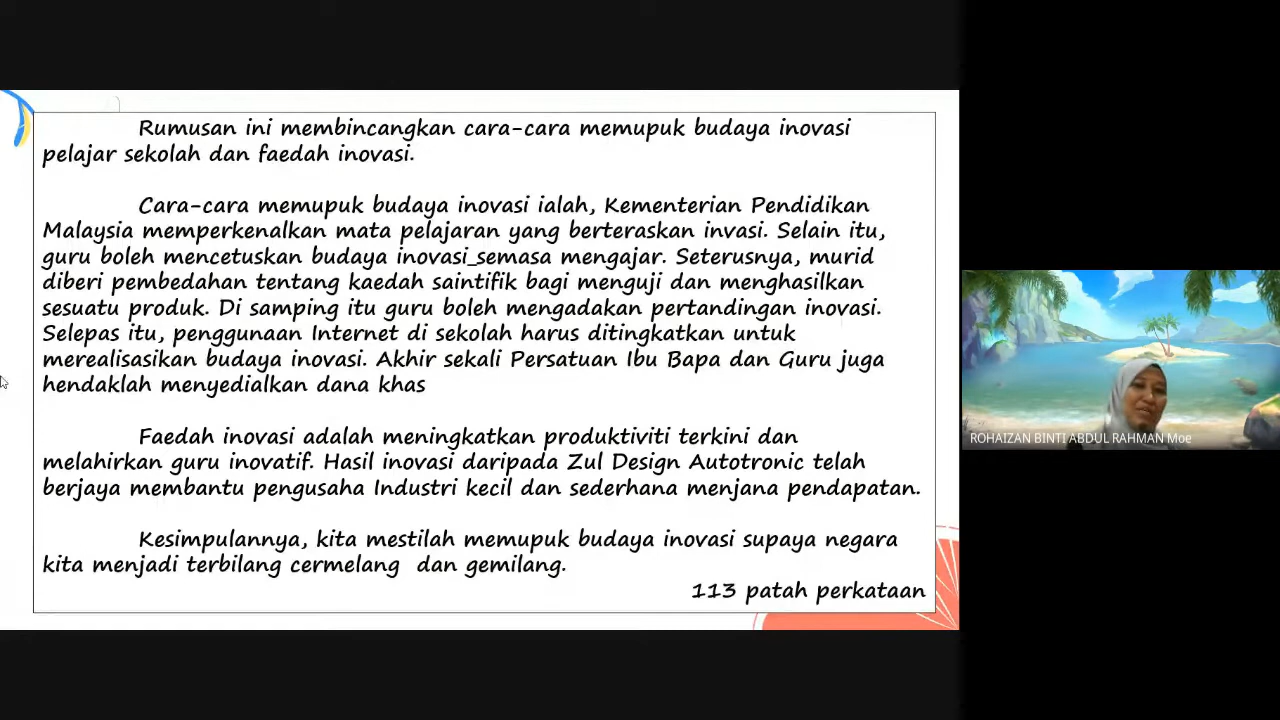 Rumusan ini membincangkan cara-cara memupuk budaya inovasi
pelajar sekolah dan faedah inovasi.
Cara-cara memupuk budaya inovasi ialah, Kementerian Pendidikan
Malaysia memperkenalkan mata pelajaran yang berteraskan invasi. Selain itu,
guru boleh mencetuskan budaya inovasi_semasa mengajar. Seterusnya, murid
diberi pembedahan tentang kaedah saintifik bagi menguji dan menghasilkan
sesuatu produk. Di samping itu guru boleh mengadakan pertandingan inovasi.
Selepas itu, penggunaan Internet di sekolah harus ditingkatkan untuk
merealisasikan budaya inovasi. Akhir sekali Persatuan Ibu Bapa dan Guru juga
hendaklah menyedialkan dana khas
Faedah inovasi adalah meningkatkan produktiviti terkini dan
melahirkan guru inovatif. Hasil inovasi daripada Zul Design Autotronic telah
berjaya membantu pengusaha Industri kecil dan sederhana menjana pendapatan.
Kesimpulannya, kita mestilah memupuk budaya inovasi supaya negara
kita menjadi terbilang cermelang dan gemilang.
113 patah perkataan
ROHAIZAN BINTI ABDUL RAHMAN Moe